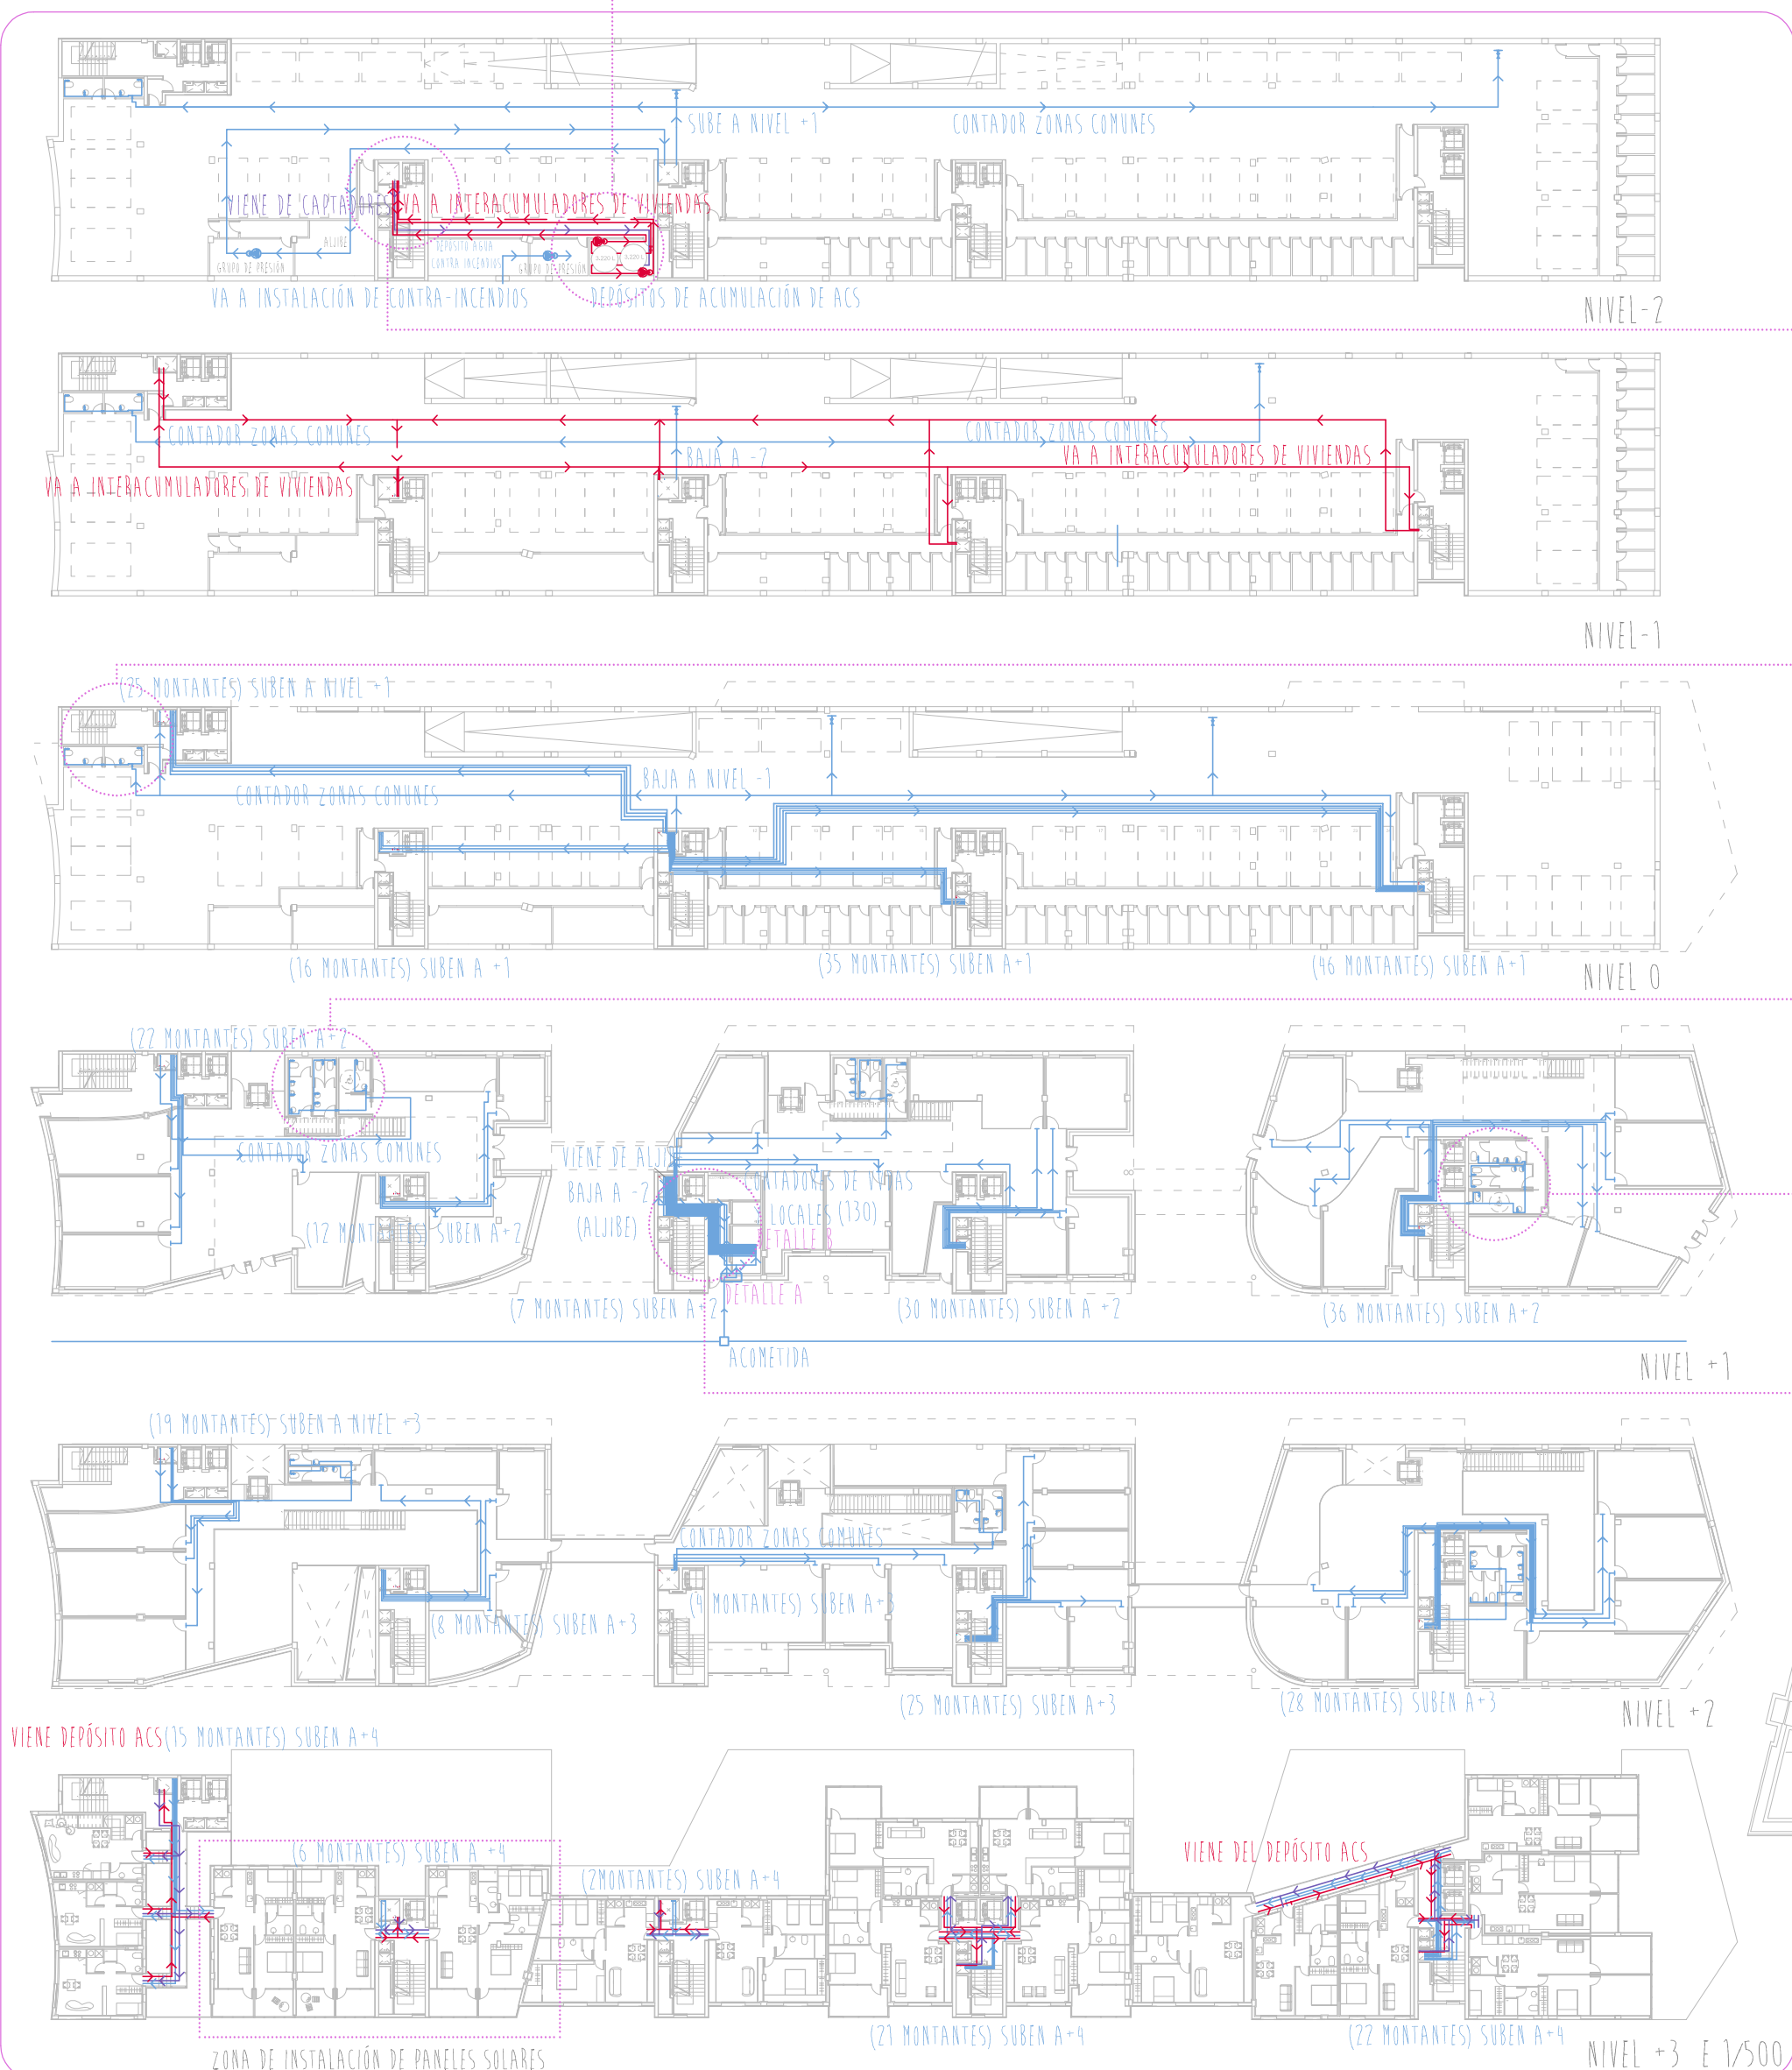 SUBE A NIVEL +1
CONTADOR ZONAS COMUNES
VIENE DE CAPTADORES
VA A INTERACUMULADORES DE VIVIENDAS
ALJIBE
DEPÓSITO AGUA
CONTRA INCENDIOS
GRUPO DE PRESIÓN
GRUPO DE PRESIÓN
3.220 L
3.220 L
VA A INSTALACIÓN DE CONTRA-INCENDIOS
DEPÓSITOS DE ACUMULACIÓN DE ACS
NIVEL-2
CONTADOR ZONAS COMUNES
CONTADOR ZONAS COMUNES
BAJA A -2
VA A INTERACUMULADORES DE VIVIENDAS
VA A INTERACUMULADORES DE VIVIENDAS
NIVEL-1
(25 MONTANTES) SUBEN A NIVEL +1
BAJA A NIVEL -1
CONTADOR ZONAS COMUNES
(16 MONTANTES) SUBEN A +1
(35 MONTANTES) SUBEN A+1
(46 MONTANTES) SUBEN A+1
NIVEL 0
(22 MONTANTES) SUBEN A+2
CONTADOR ZONAS COMUNES
VIENE DE ALJIBE
BAJA A -2
(ALJIBE)
CONTADORES DE VIVDAS
LOCALES (130)
(12 MONTANTES) SUBEN A+2
DETALLE B
DETALLE A
(7 MONTANTES) SUBEN A+2
(30 MONTANTES) SUBEN A +2
(36 MONTANTES) SUBEN A+2
ACOMETIDA
NIVEL +1
(19 MONTANTES) SUBEN A NIVEL +3
CONTADOR ZONAS COMUNES
(4 MONTANTES) SUBEN A+3
(8 MONTANTES) SUBEN A+3
(25 MONTANTES) SUBEN A+3
(28 MONTANTES) SUBEN A+3
NIVEL +2
VIENE DEPÓSITO ACS
(15 MONTANTES) SUBEN A+4
(6 MONTANTES) SUBEN A +4
(2MONTANTES) SUBEN A+4
VIENE DEL DEPÓSITO ACS
(21 MONTANTES) SUBEN A+4
(22 MONTANTES) SUBEN A+4
ZONA DE INSTALACIÓN DE PANELES SOLARES
NIVEL +3 E 1/500